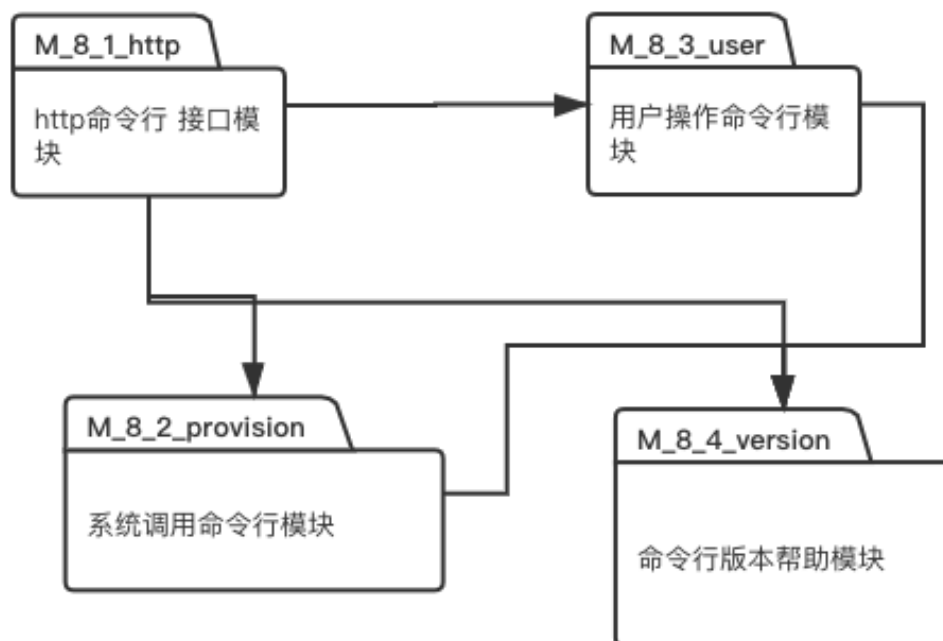 M_8_1_http
http命令行 接口模
块
M_8_3_user
用户操作命令行模
块
M_8_2_provision
系统调用命令行模块
M_8_4_version
命令行版本帮助模块